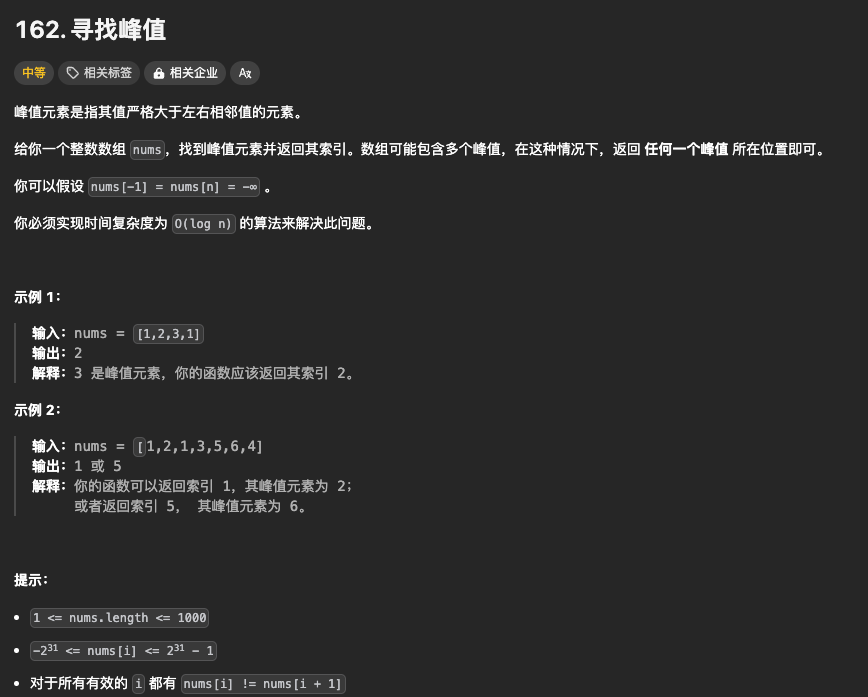 162. 寻找峰值
中等 相关标签 相关企业 Ax
峰值元素是指其值严格大于左右相邻值的元素。
给你一个整数数组 nums，找到峰值元素并返回其索引。数组可能包含多个峰值，在这种情况下，返回 任何一个峰值 所在位置即可。
你可以假设 nums[-1] = nums[n] = -∞ 。
你必须实现时间复杂度为 O(log n) 的算法来解决此问题。
示例 1：
输入：nums = [1,2,3,1]
输出：2
解释：3 是峰值元素，你的函数应该返回其索引 2。
示例 2：
输入：nums = [1,2,1,3,5,6,4]
输出：1 或 5
解释：你的函数可以返回索引 1，其峰值元素为 2；
或者返回索引 5， 其峰值元素为 6。
提示：
• 1 <= nums.length <= 1000
• -2³¹ <= nums[i] <= 2³¹ - 1
• 对于所有有效的 i 都有 nums[i] != nums[i + 1]